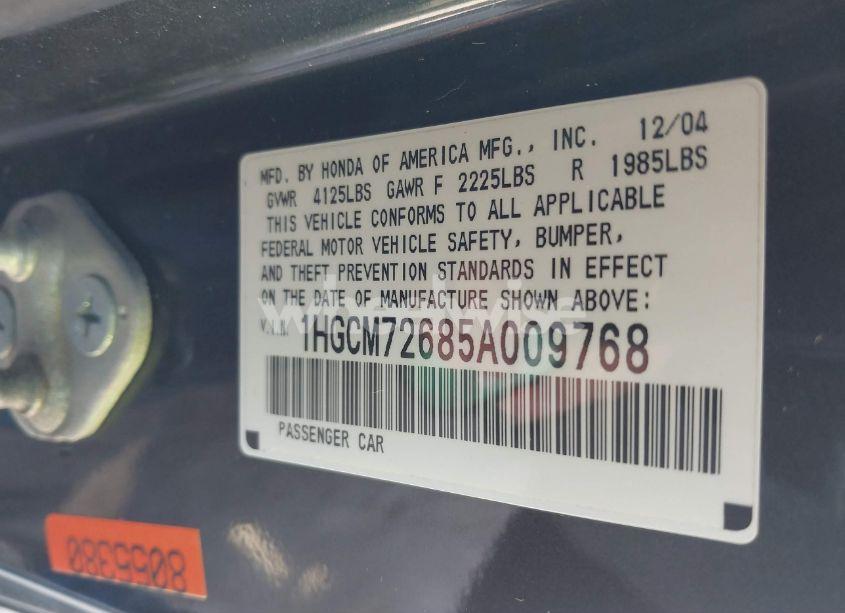 MFD. BY HONDA OF AMERICA MFG., INC. 12/04
GVWR 4125LBS GAWR F 2225LBS R 1985LBS
THIS VEHICLE CONFORMS TO ALL APPLICABLE
FEDERAL MOTOR VEHICLE SAFETY, BUMPER,
AND THEFT PREVENTION STANDARDS IN EFFECT
ON THE DATE OF MANUFACTURE SHOWN ABOVE:
wheelwise
V.I.N. 1HGCM72685A009768
PASSENGER CAR
08355508